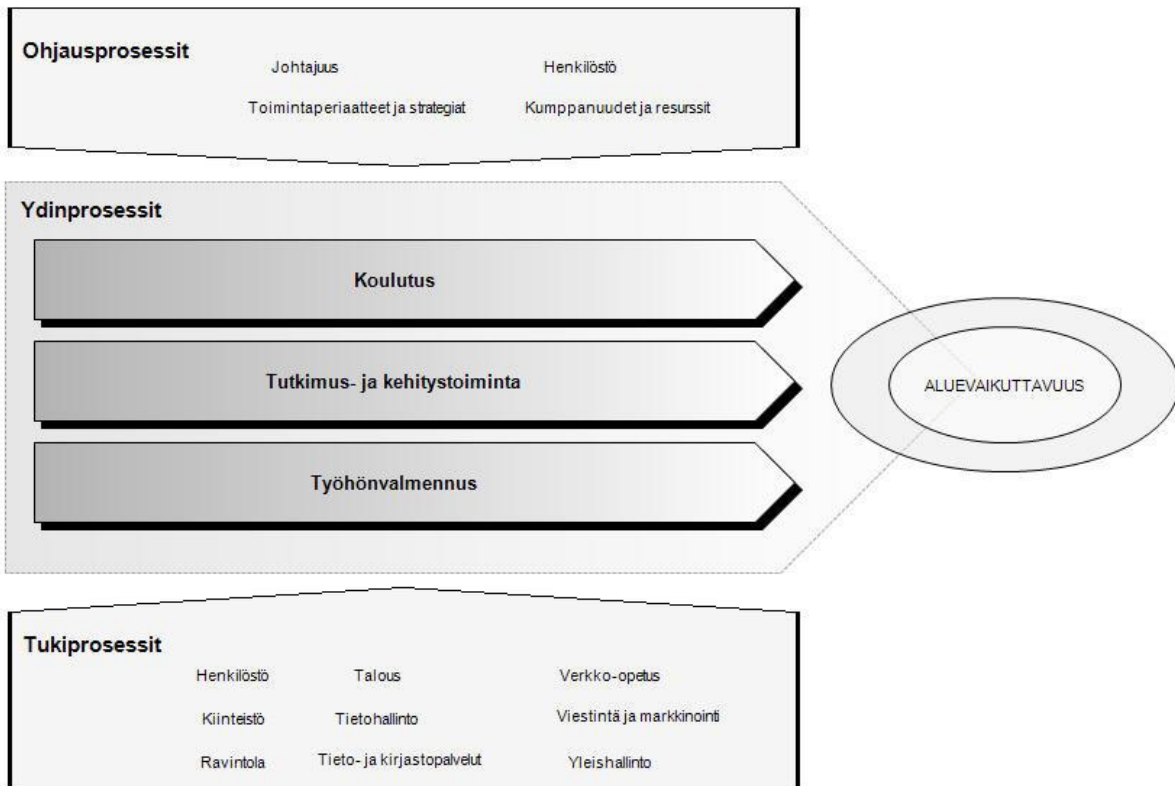 Ohjausprosessit
Johtajuus Henkilöstö
Toimintaperiaatteet ja strategiat Kumppanuudet ja resurssit
Ydinprosessit
Koulutus
Tutkimus- ja kehitystoiminta
ALUEVAIKUTTAVUUS
Työhönvalmennus
Tukiprosessit
Henkilöstö Talous Verkko-opetus
Kiinteistö Tietohallinto Viestintä ja markkinointi
Ravintola Tieto- ja kirjastopalvelut Yleishallinto